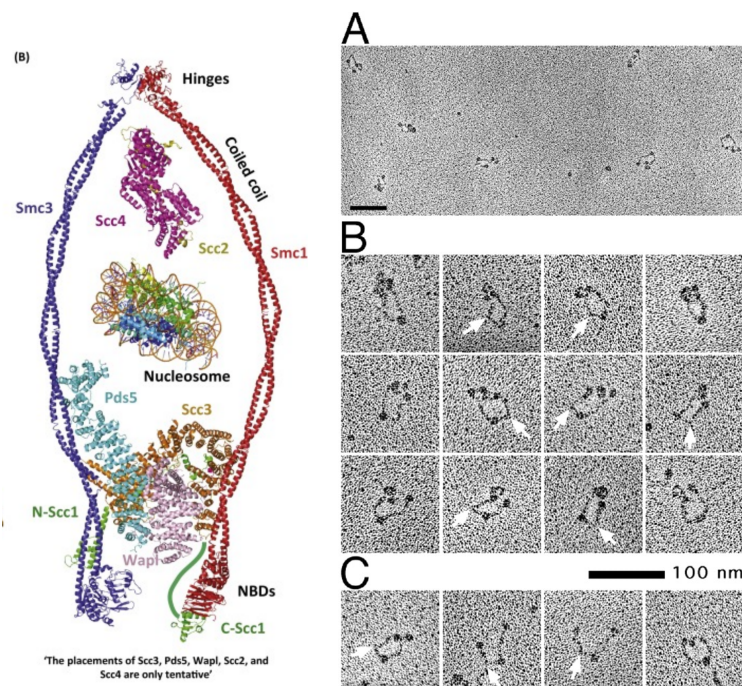 (B)
Hinges
Coiled coil
Smc3
Scc4
Scc2
Smc1
Nucleosome
Pds5
Scc3
N-Scc1
Wapl
NBDs
C-Scc1
'The placements of Scc3, Pds5, Wapl, Scc2, and
Scc4 are only tentative'
A
B
C
100 nm